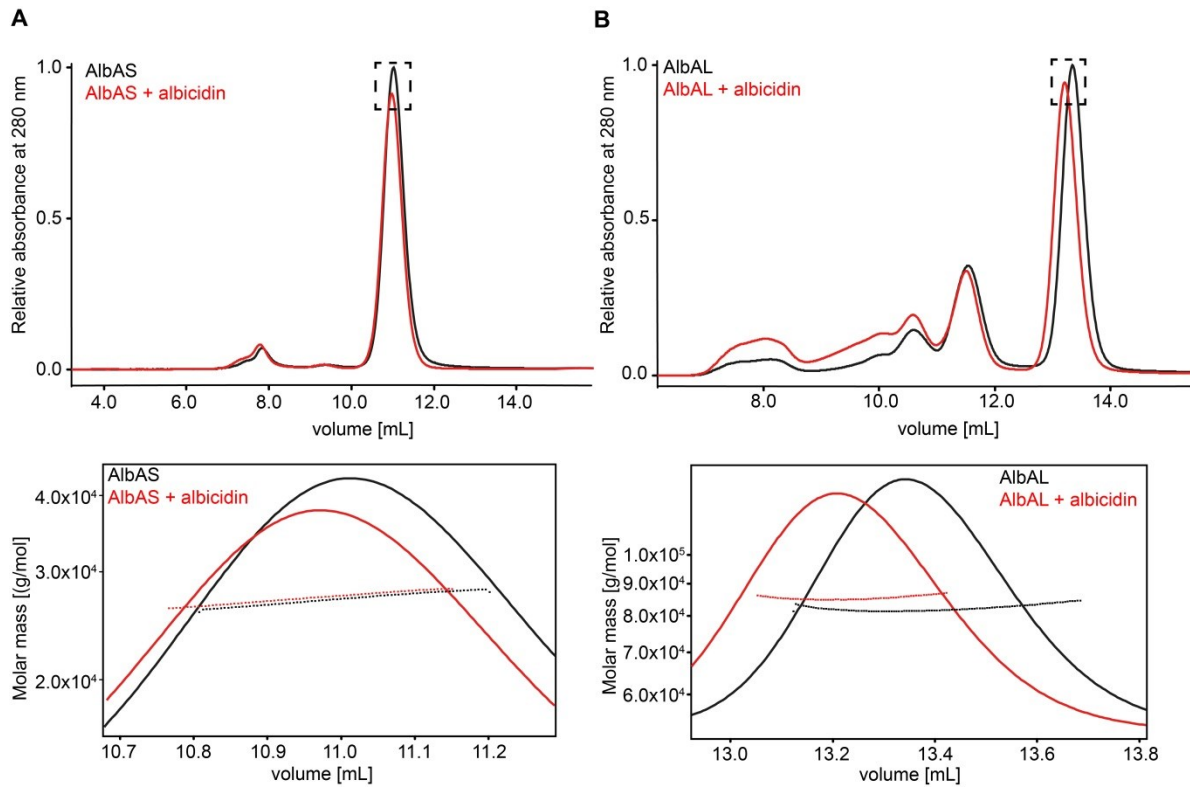 A
Relative absorbance at 280 nm
1.0
0.5
0.0
AlbAS
AlbAS + albicidin
4.0 6.0 8.0 10.0 12.0 14.0
volume [mL]
B
Relative absorbance at 280 nm
1.0
0.5
0.0
AlbAL
AlbAL + albicidin
8.0 10.0 12.0 14.0
volume [mL]
Molar mass [(g/mol]
4.0x10⁴
3.0x10⁴
2.0x10⁴
AlbAS
AlbAS + albicidin
10.7 10.8 10.9 11.0 11.1 11.2
volume [mL]
Molar mass [g/mol]
1.0x10⁵
9.0x10⁴
8.0x10⁴
7.0x10⁴
6.0x10⁴
AlbAL
AlbAL + albicidin
13.0 13.2 13.4 13.6 13.8
volume [mL]